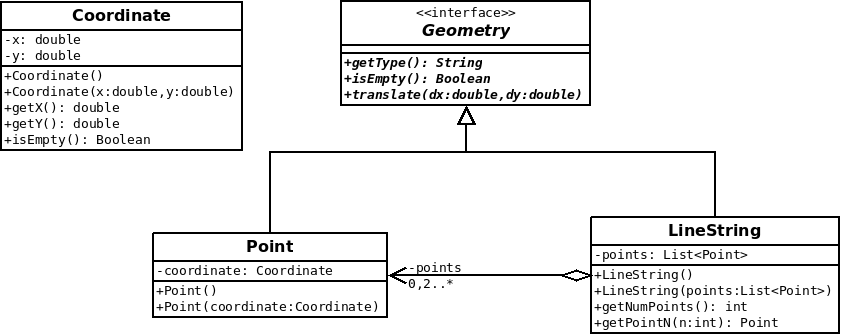 Coordinate
-x: double
-y: double
+Coordinate()
+Coordinate(x:double,y:double)
+getX(): double
+getY(): double
+isEmpty(): Boolean
<<interface>>
Geometry
+getType(): String
+isEmpty(): Boolean
+translate(dx:double,dy:double)
Point
-coordinate: Coordinate
+Point()
+Point(coordinate:Coordinate)
-points
0,2..*
LineString
-points: List<Point>
+LineString()
+LineString(points:List<Point>)
+getNumPoints(): int
+getPointN(n:int): Point